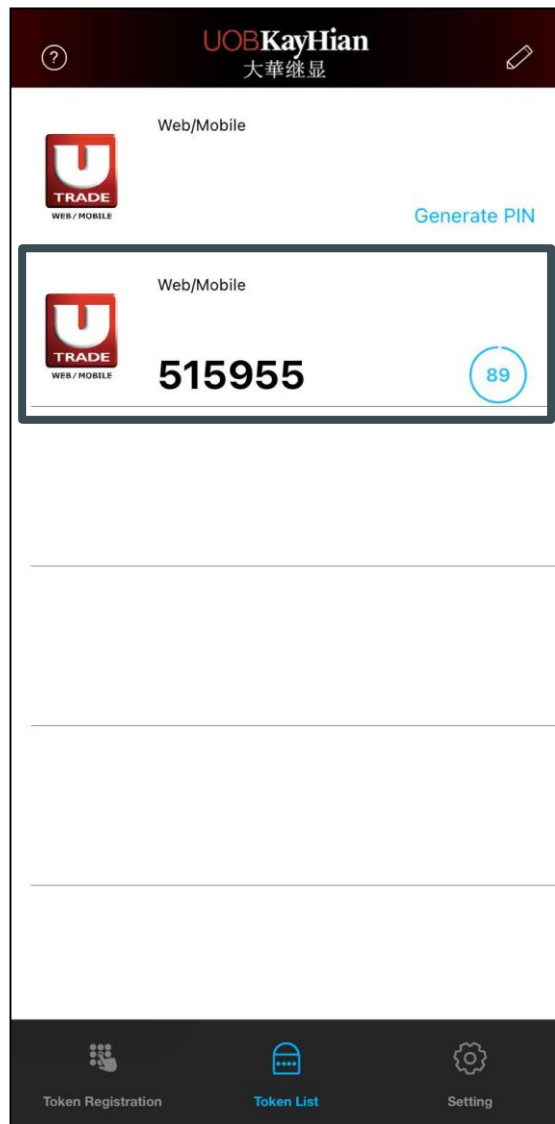 ?
UOBKayHian
大華继显
Web/Mobile
U
TRADE
WEB/MOBILE
Generate PIN
Web/Mobile
U
TRADE
WEB/MOBILE
515955
89
Token Registration
Token List
Setting